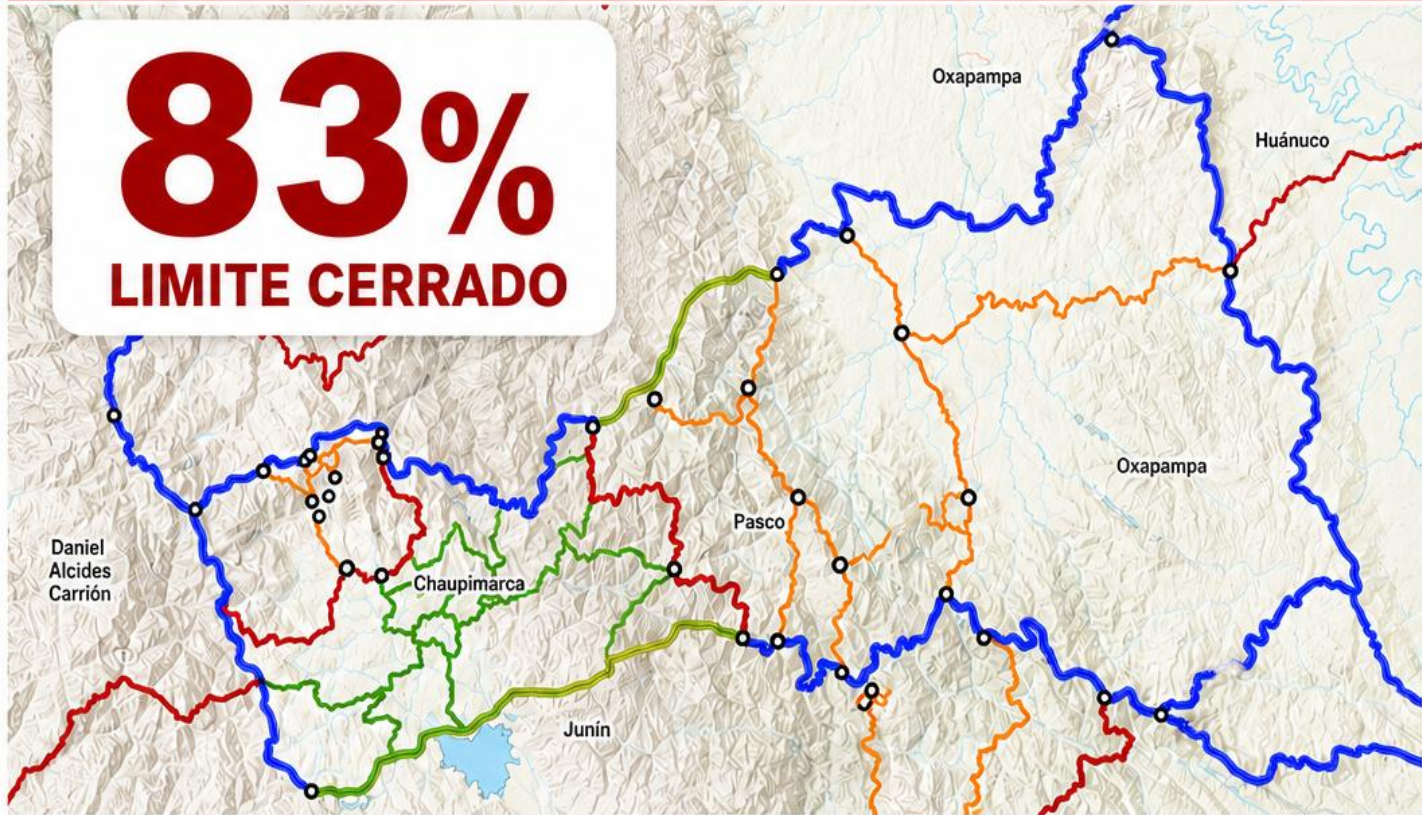 83%
LIMITE CERRADO
Oxapampa
Huánuco
Oxapampa
Pasco
Daniel
Alcides
Carrión
Chaupimarca
Junín